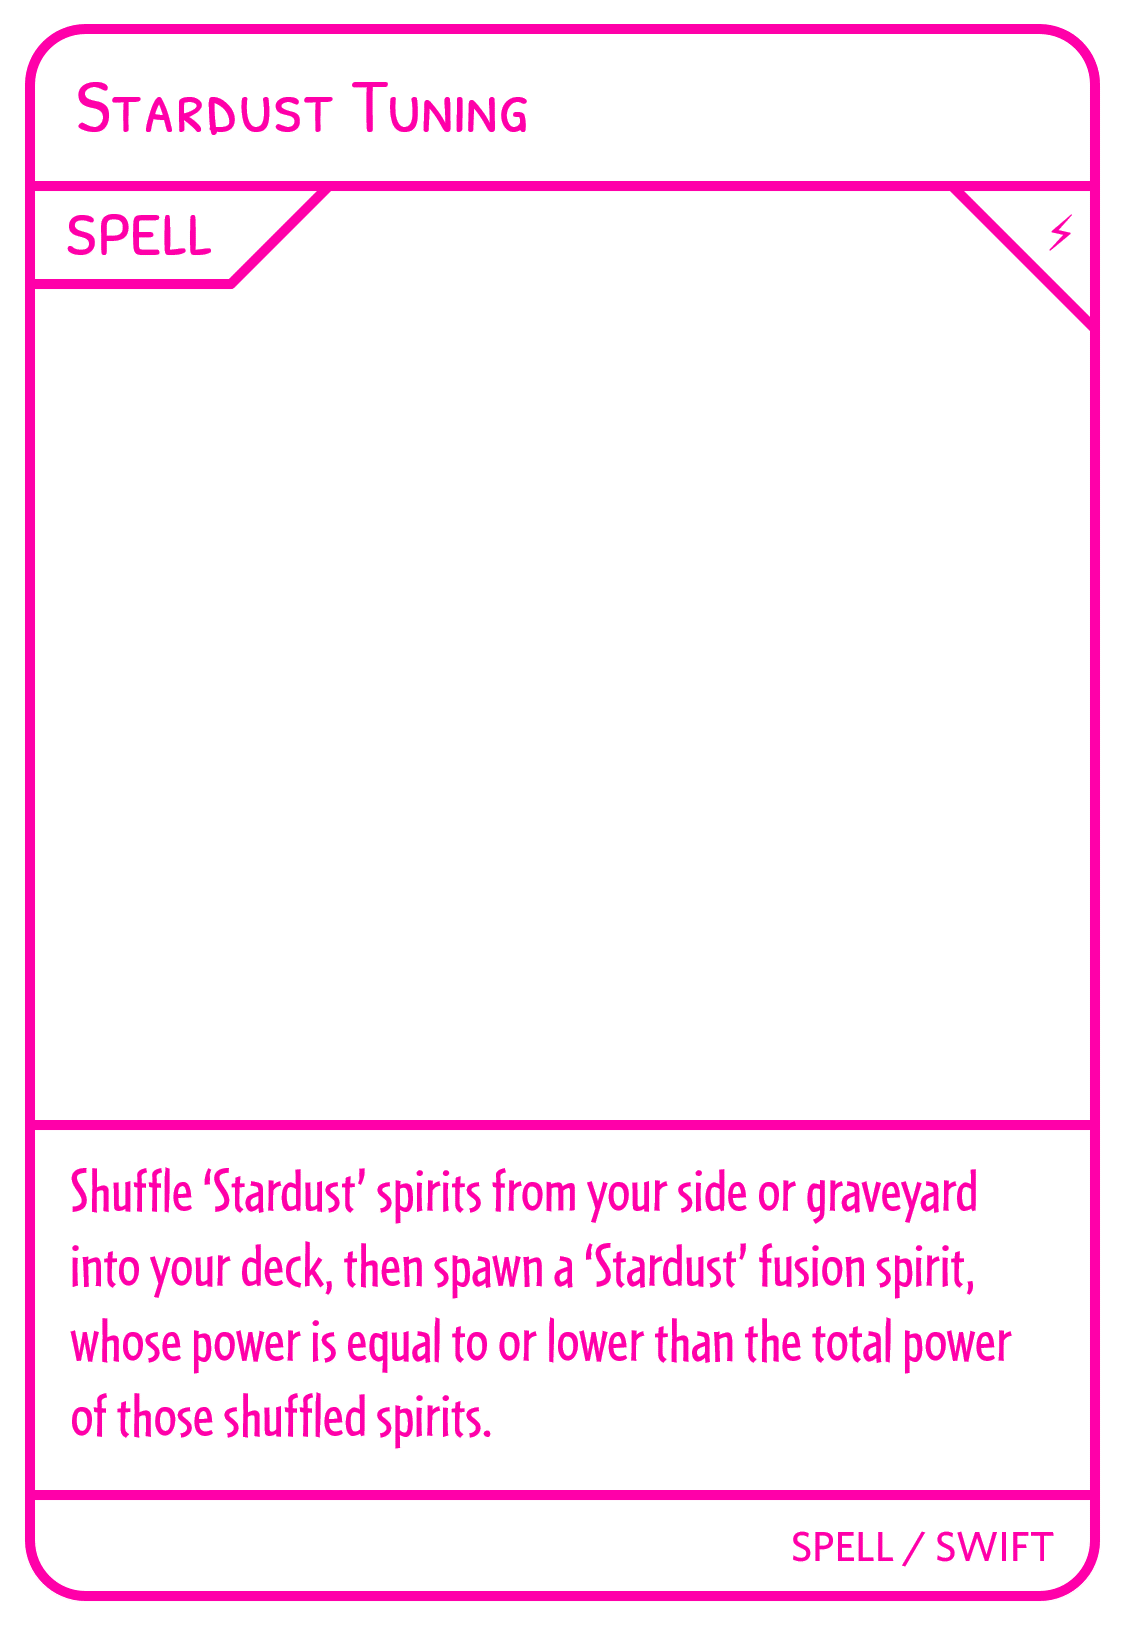 Stardust Tuning
SPELL
⚡
Shuffle ‘Stardust’ spirits from your side or graveyard
into your deck, then spawn a ‘Stardust’ fusion spirit,
whose power is equal to or lower than the total power
of those shuffled spirits.
SPELL / SWIFT